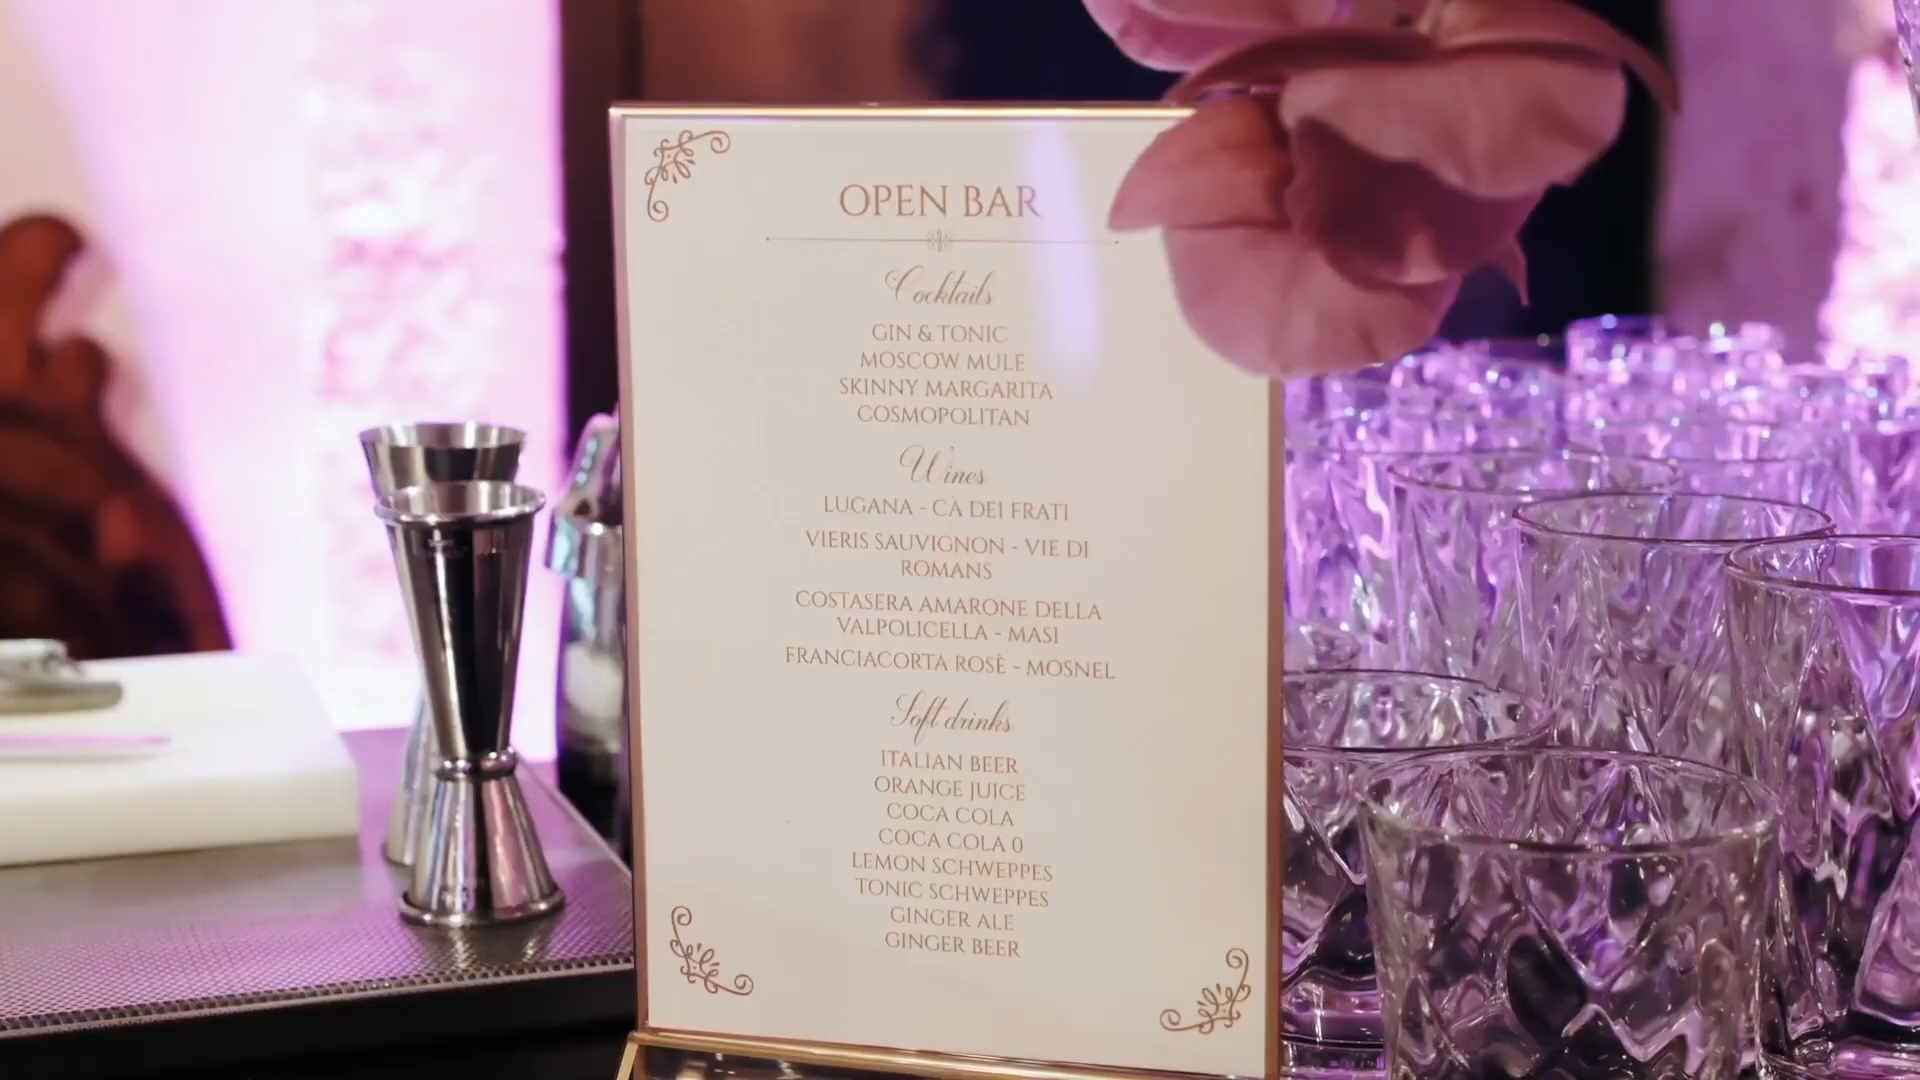 OPEN BAR
Cocktails
GIN & TONIC
MOSCOW MULE
SKINNY MARGARITA
COSMOPOLITAN
Wines
LUGANA - CÀ DEI FRATI
VIERIS SAUVIGNON - VIE DI
ROMANS
COSTASERA AMARONE DELLA
VALPOLICELLA - MASI
FRANCIACORTA ROSÈ - MOSNEL
Soft drinks
ITALIAN BEER
ORANGE JUICE
COCA COLA
COCA COLA 0
LEMON SCHWEPPES
TONIC SCHWEPPES
GINGER ALE
GINGER BEER